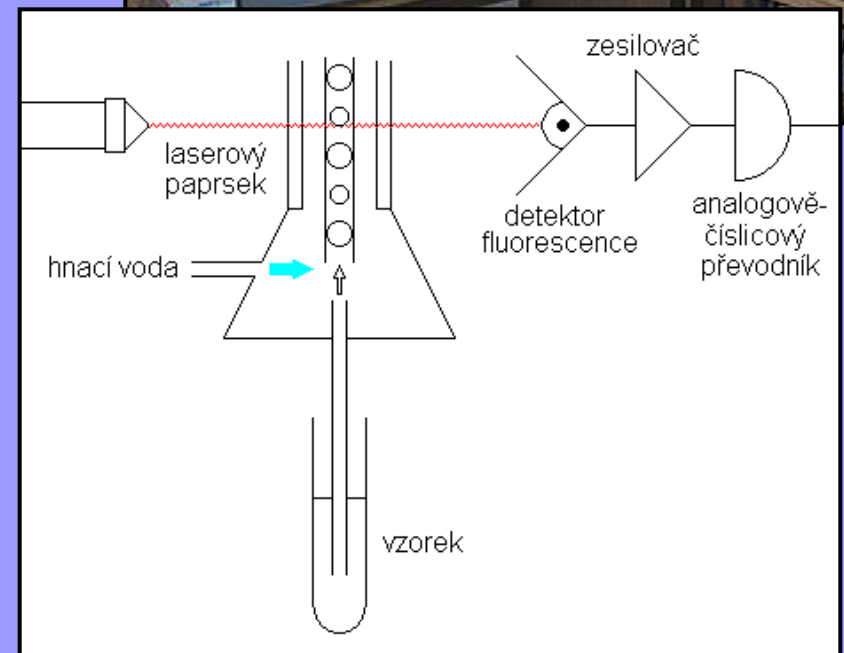 zesilovač
laserový
paprsek
detektor
fluorescence
analogově-
číslicový
převodník
hnací voda
vzorek